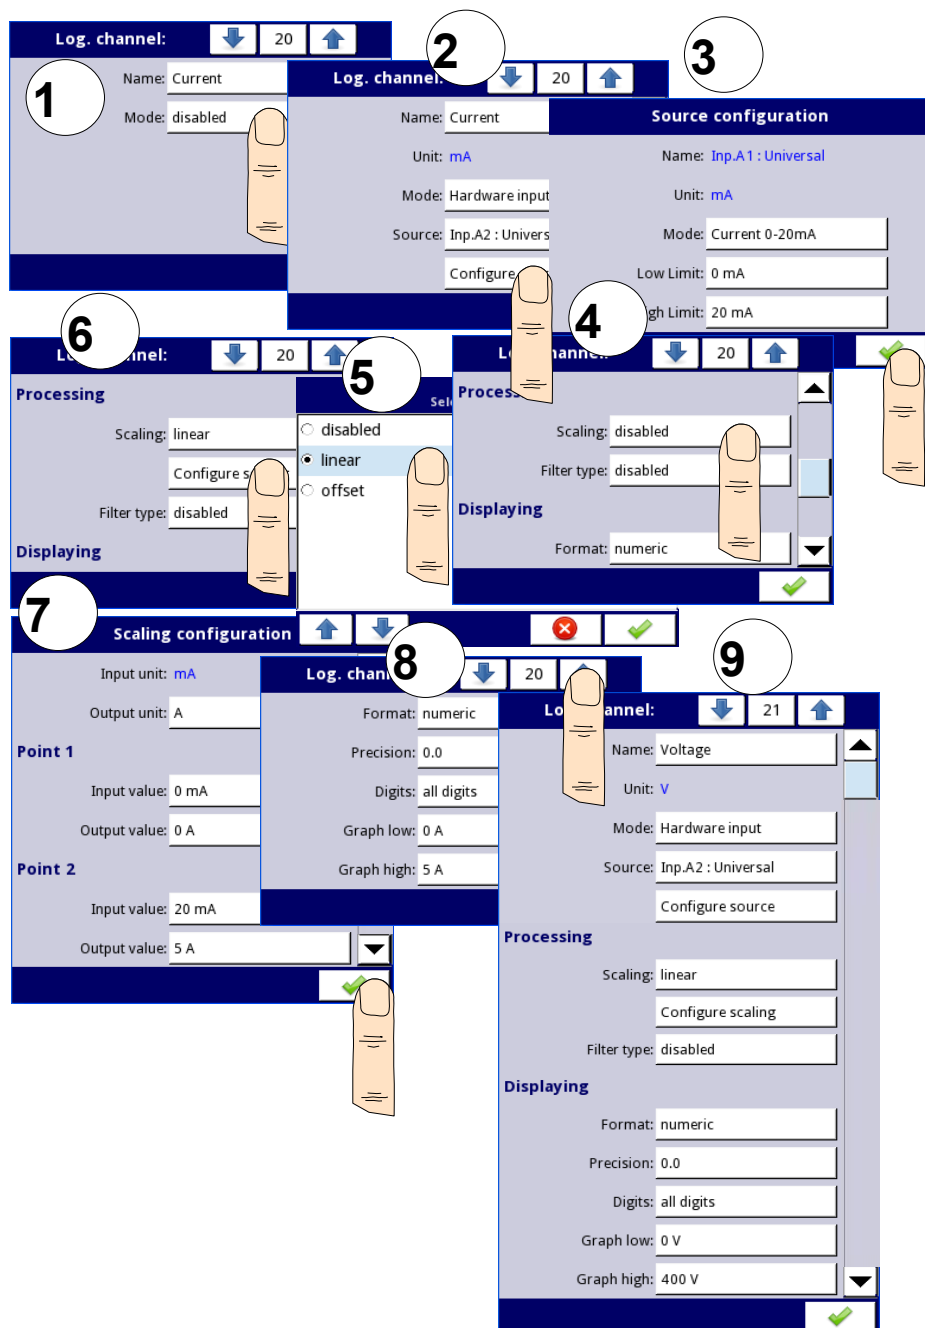 1
Log. channel: 20
Name: Current
Mode: disabled
2
Log. channel: 20
Name: Current
Unit: mA
Mode: Hardware input
Source: Inp.A2 : Univers
Configure
3
Source configuration
Name: Inp.A1 : Universal
Unit: mA
Mode: Current 0-20mA
Low Limit: 0 mA
gh Limit: 20 mA
4
hannel: 20
Process
Scaling: disabled
Filter type: disabled
Displaying
Format: numeric
5
Sel
disabled
linear
offset
6
nnel: 20
Processing
Scaling: linear
Configure s
Filter type: disabled
Displaying
7
Scaling configuration
Input unit: mA
Output unit: A
Point 1
Input value: 0 mA
Output value: 0 A
Point 2
Input value: 20 mA
Output value: 5 A
8
Log. chann 20
Format: numeric
Precision: 0.0
Digits: all digits
Graph low: 0 A
Graph high: 5 A
9
Lo annel: 21
Name: Voltage
Unit: V
Mode: Hardware input
Source: Inp.A2 : Universal
Configure source
Processing
Scaling: linear
Configure scaling
Filter type: disabled
Displaying
Format: numeric
Precision: 0.0
Digits: all digits
Graph low: 0 V
Graph high: 400 V